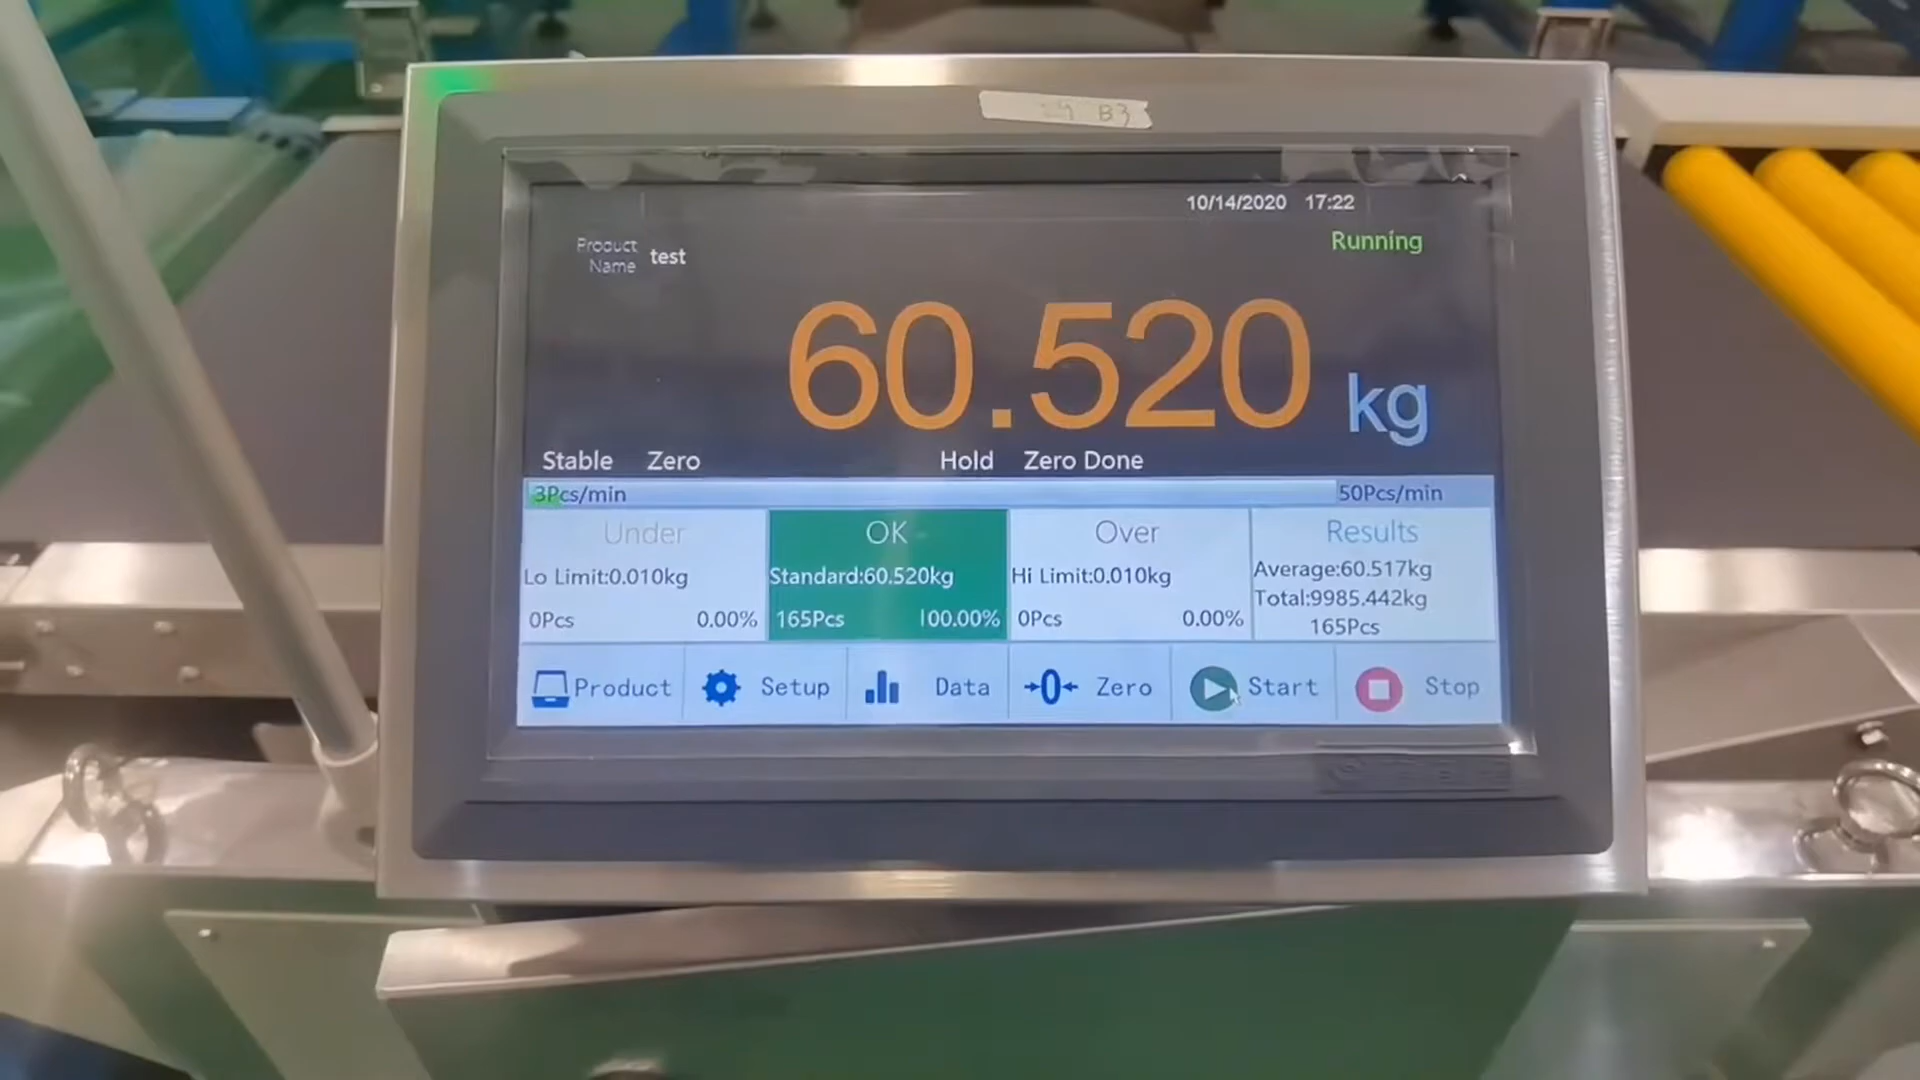 B3
10/14/2020 17:22
Product Name test
Running
60.520 kg
Stable Zero Hold Zero Done
3Pcs/min 50Pcs/min
Under OK Over Results
Lo Limit:0.010kg Standard:60.520kg Hi Limit:0.010kg Average:60.517kg
Total:9985.442kg
0Pcs 0.00% 165Pcs 100.00% 0Pcs 0.00% 165Pcs
Product Setup Data Zero Start Stop